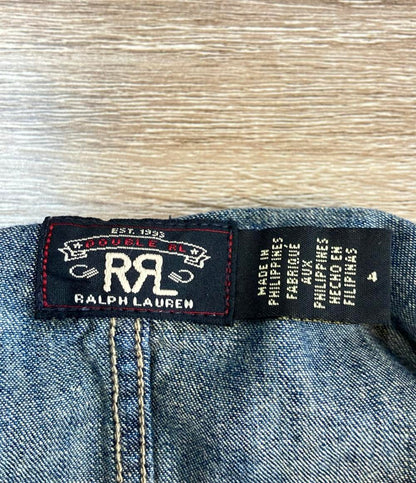 EST. 1993
DOUBLE RL
RRL
RALPH LAUREN
MADE IN
PHILIPPINES
FABRIQUE
AUX
PHILIPPINES
HECHO EN
FILIPINAS
4